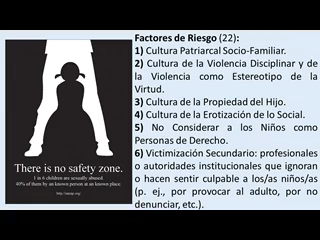 There is no safety zone.
1 in 6 children are sexually abused.
40% of them by an known person at an known place.
Factores de Riesgo (22):
1) Cultura Patriarcal Socio-Familiar.
2) Cultura de la Violencia Disciplinar y de
la Violencia como Estereotipo de la
Virtud.
3) Cultura de la Propiedad del Hijo.
4) Cultura de la Erotización de lo Social.
5) No Considerar a los Niños como
Personas de Derecho.
6) Victimización Secundario: profesionales
o autoridades institucionales que ignoran
o hacen sentir culpable a los/as niños/as
(p. ej., por provocar al adulto, por no
denunciar, etc.).